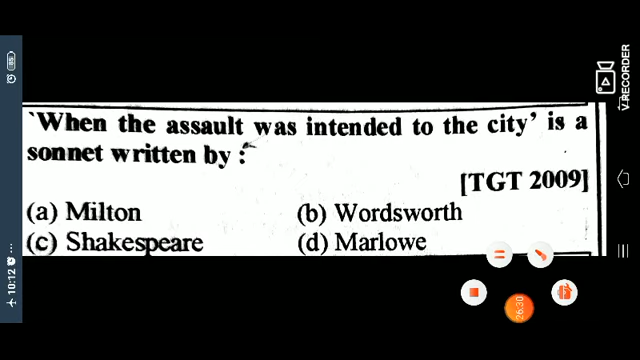 `When the assault was intended to the city' is a
sonnet written by :
[TGT 2009]
(a) Milton (b) Wordsworth
(c) Shakespeare (d) Marlowe
V.RECORDER
10:12
26:30